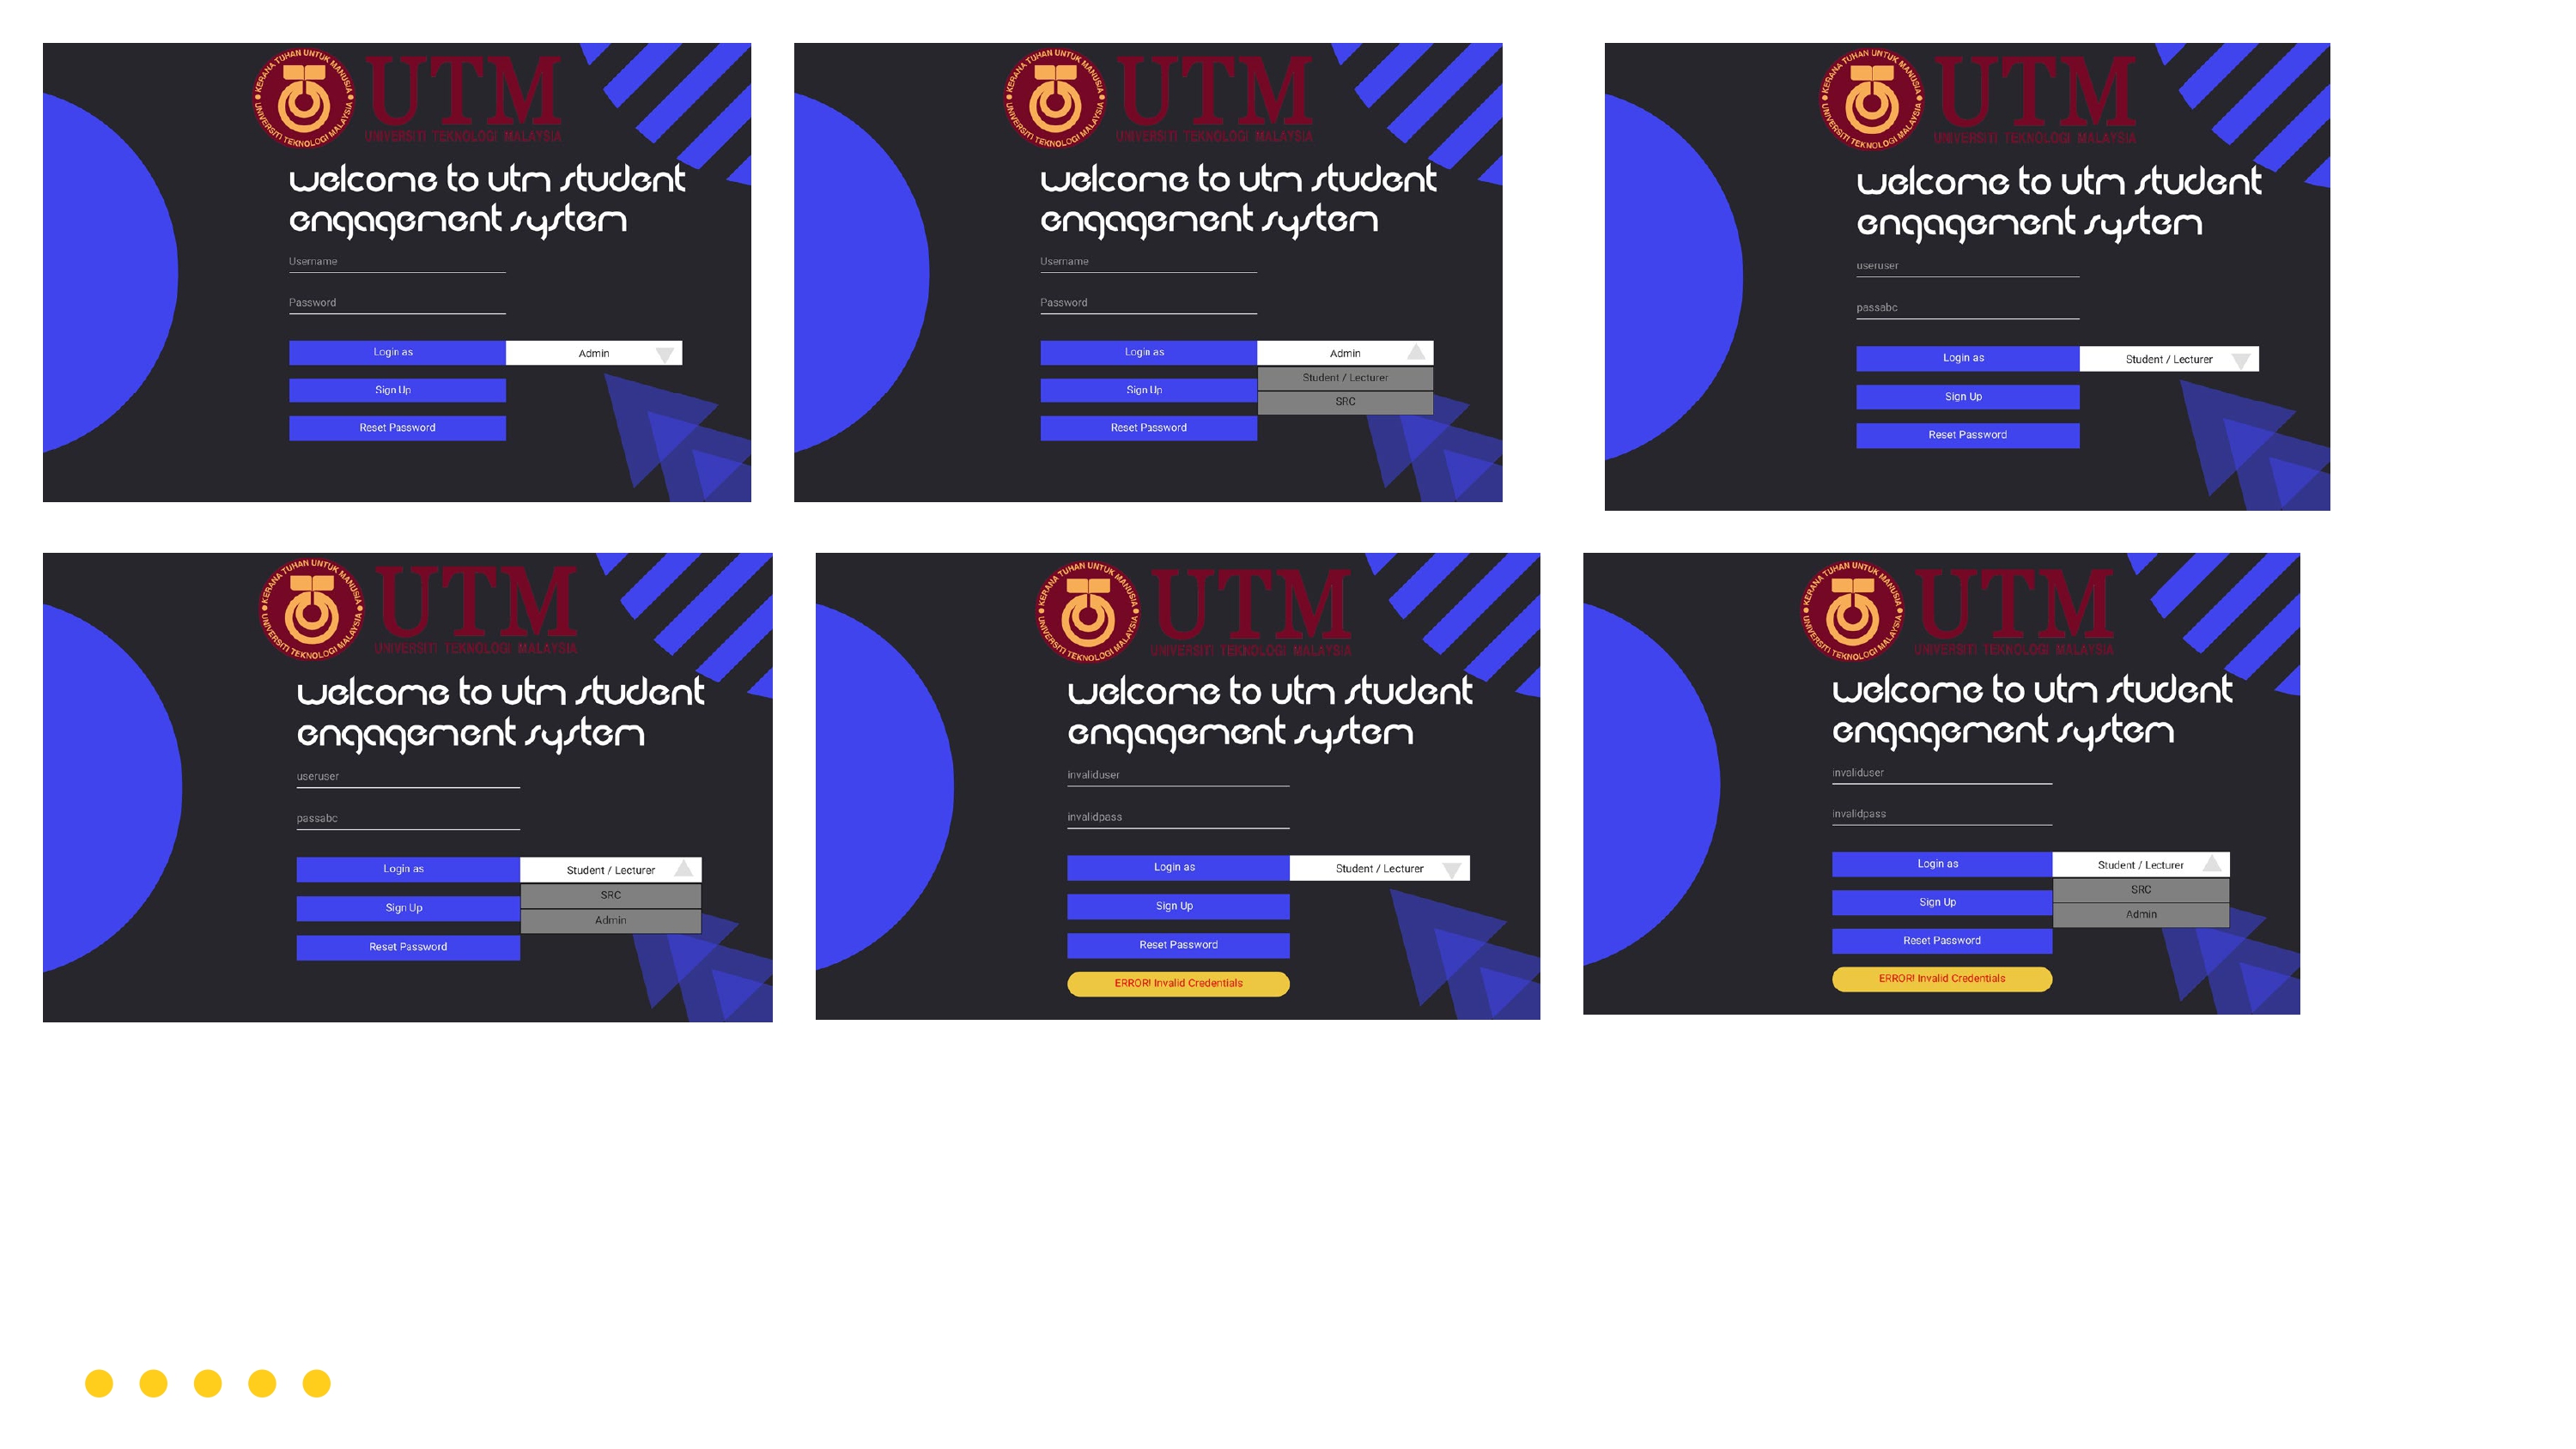 KERANA TUHAN UNTUK MANUSIA
UNIVERSITI TEKNOLOGI MALAYSIA
UTM
UNIVERSITI TEKNOLOGI MALAYSIA
welcome to utm student
engagement system
Username
Password
Login as
Admin
Sign Up
Reset Password
KERANA TUHAN UNTUK MANUSIA
UNIVERSITI TEKNOLOGI MALAYSIA
UTM
UNIVERSITI TEKNOLOGI MALAYSIA
welcome to utm student
engagement system
Username
Password
Login as
Admin
Student / Lecturer
Sign Up
SRC
Reset Password
KERANA TUHAN UNTUK MANUSIA
UNIVERSITI TEKNOLOGI MALAYSIA
UTM
UNIVERSITI TEKNOLOGI MALAYSIA
welcome to utm student
engagement system
useruser
passabc
Login as
Student / Lecturer
Sign Up
Reset Password
KERANA TUHAN UNTUK MANUSIA
UNIVERSITI TEKNOLOGI MALAYSIA
UTM
UNIVERSITI TEKNOLOGI MALAYSIA
welcome to utm student
engagement system
useruser
passabc
Login as
Student / Lecturer
SRC
Sign Up
Admin
Reset Password
KERANA TUHAN UNTUK MANUSIA
UNIVERSITI TEKNOLOGI MALAYSIA
UTM
UNIVERSITI TEKNOLOGI MALAYSIA
welcome to utm student
engagement system
invaliduser
invalidpass
Login as
Student / Lecturer
Sign Up
Reset Password
ERROR! Invalid Credentials
KERANA TUHAN UNTUK MANUSIA
UNIVERSITI TEKNOLOGI MALAYSIA
UTM
UNIVERSITI TEKNOLOGI MALAYSIA
welcome to utm student
engagement system
invaliduser
invalidpass
Login as
Student / Lecturer
SRC
Sign Up
Admin
Reset Password
ERROR! Invalid Credentials